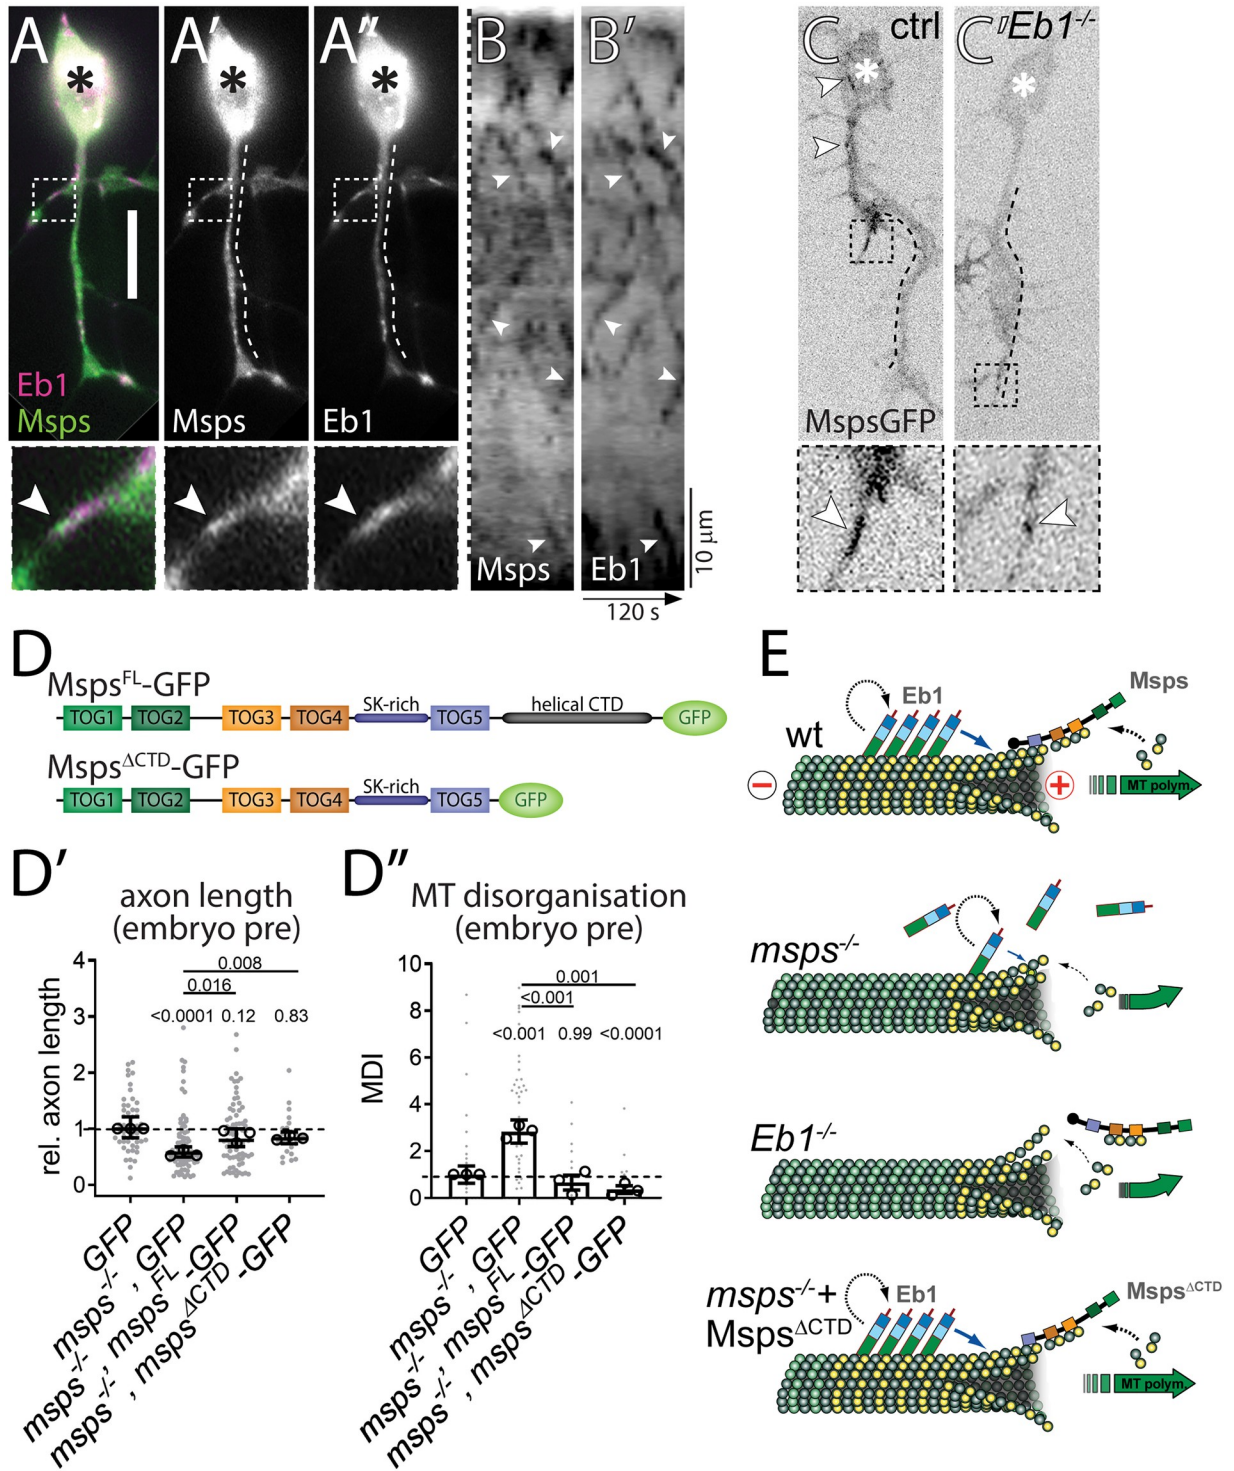 A A′ A″ B B′ C ctrl C′ Eb1-/-
* * * * *
Eb1
Msps Msps Eb1 Msps Eb1 MspsGFP
10 µm
120 s
D
MspsFL-GFP
TOG1 TOG2 TOG3 TOG4 SK-rich TOG5 helical CTD GFP
MspsΔCTD-GFP
TOG1 TOG2 TOG3 TOG4 SK-rich TOG5 GFP
D′
axon length
(embryo pre)
rel. axon length
4
3
2
1
0
0.008
0.016
<0.0001 0.12 0.83
GFP
msps-/-, GFP
msps-/-, mspsFL-GFP
msps-/-, mspsΔCTD-GFP
D″
MT disorganisation
(embryo pre)
MDI
10
8
6
4
2
0
0.001
<0.001
<0.001 0.99 <0.0001
GFP
msps-/-, GFP
msps-/-, mspsFL-GFP
msps-/-, mspsΔCTD-GFP
E
wt
Eb1
Msps
− +
MT polym.
msps-/-
Eb1-/-
msps-/-+
MspsΔCTD
Eb1
MspsΔCTD
MT polym.